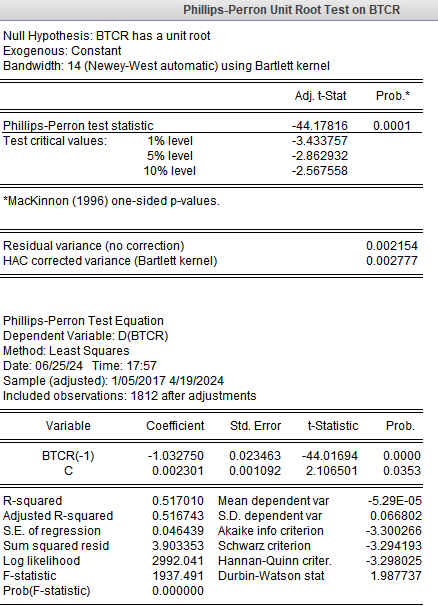 Phillips-Perron Unit Root Test on BTCR
Null Hypothesis: BTCR has a unit root
Exogenous: Constant
Bandwidth: 14 (Newey-West automatic) using Bartlett kernel
Adj. t-Stat Prob.*
Phillips-Perron test statistic -44.17816 0.0001
Test critical values: 1% level -3.433757
5% level -2.862932
10% level -2.567558
*MacKinnon (1996) one-sided p-values.
Residual variance (no correction) 0.002154
HAC corrected variance (Bartlett kernel) 0.002777
Phillips-Perron Test Equation
Dependent Variable: D(BTCR)
Method: Least Squares
Date: 06/25/24 Time: 17:57
Sample (adjusted): 1/05/2017 4/19/2024
Included observations: 1812 after adjustments
Variable Coefficient Std. Error t-Statistic Prob.
BTCR(-1) -1.032750 0.023463 -44.01694 0.0000
C 0.002301 0.001092 2.106501 0.0353
R-squared 0.517010 Mean dependent var -5.29E-05
Adjusted R-squared 0.516743 S.D. dependent var 0.066802
S.E. of regression 0.046439 Akaike info criterion -3.300266
Sum squared resid 3.903353 Schwarz criterion -3.294193
Log likelihood 2992.041 Hannan-Quinn criter. -3.298025
F-statistic 1937.491 Durbin-Watson stat 1.987737
Prob(F-statistic) 0.000000